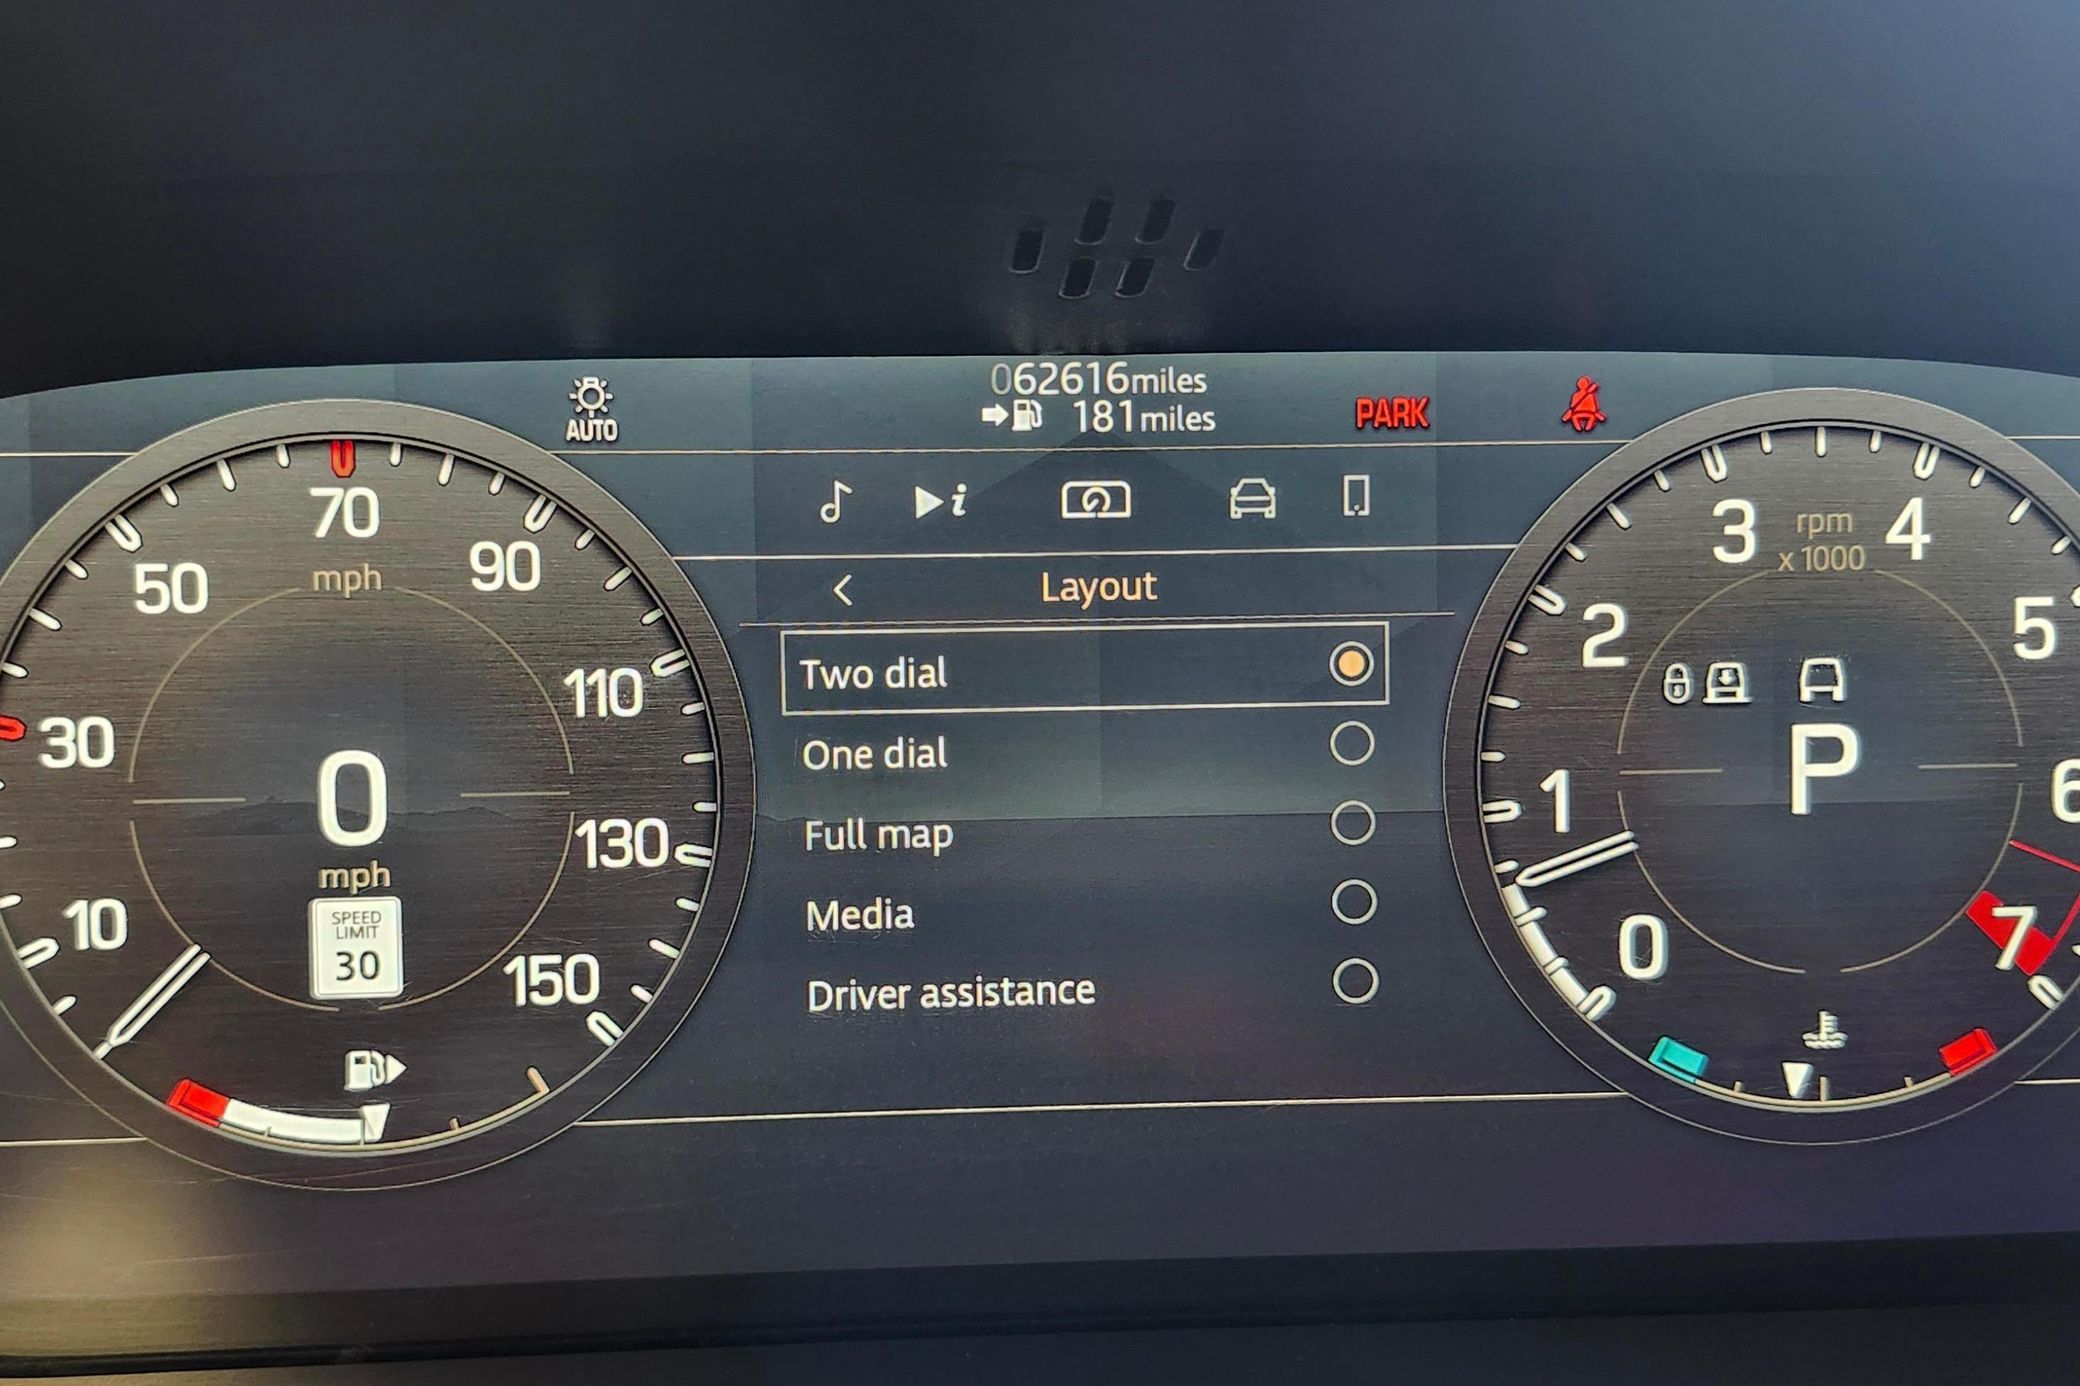 062616miles
181miles
AUTO
PARK
i
Layout
Two dial
One dial
Full map
Media
Driver assistance
10
30
50
70
90
110
130
150
mph
0
mph
SPEED
LIMIT
30
0
1
2
3
4
5
6
7
rpm
x 1000
P